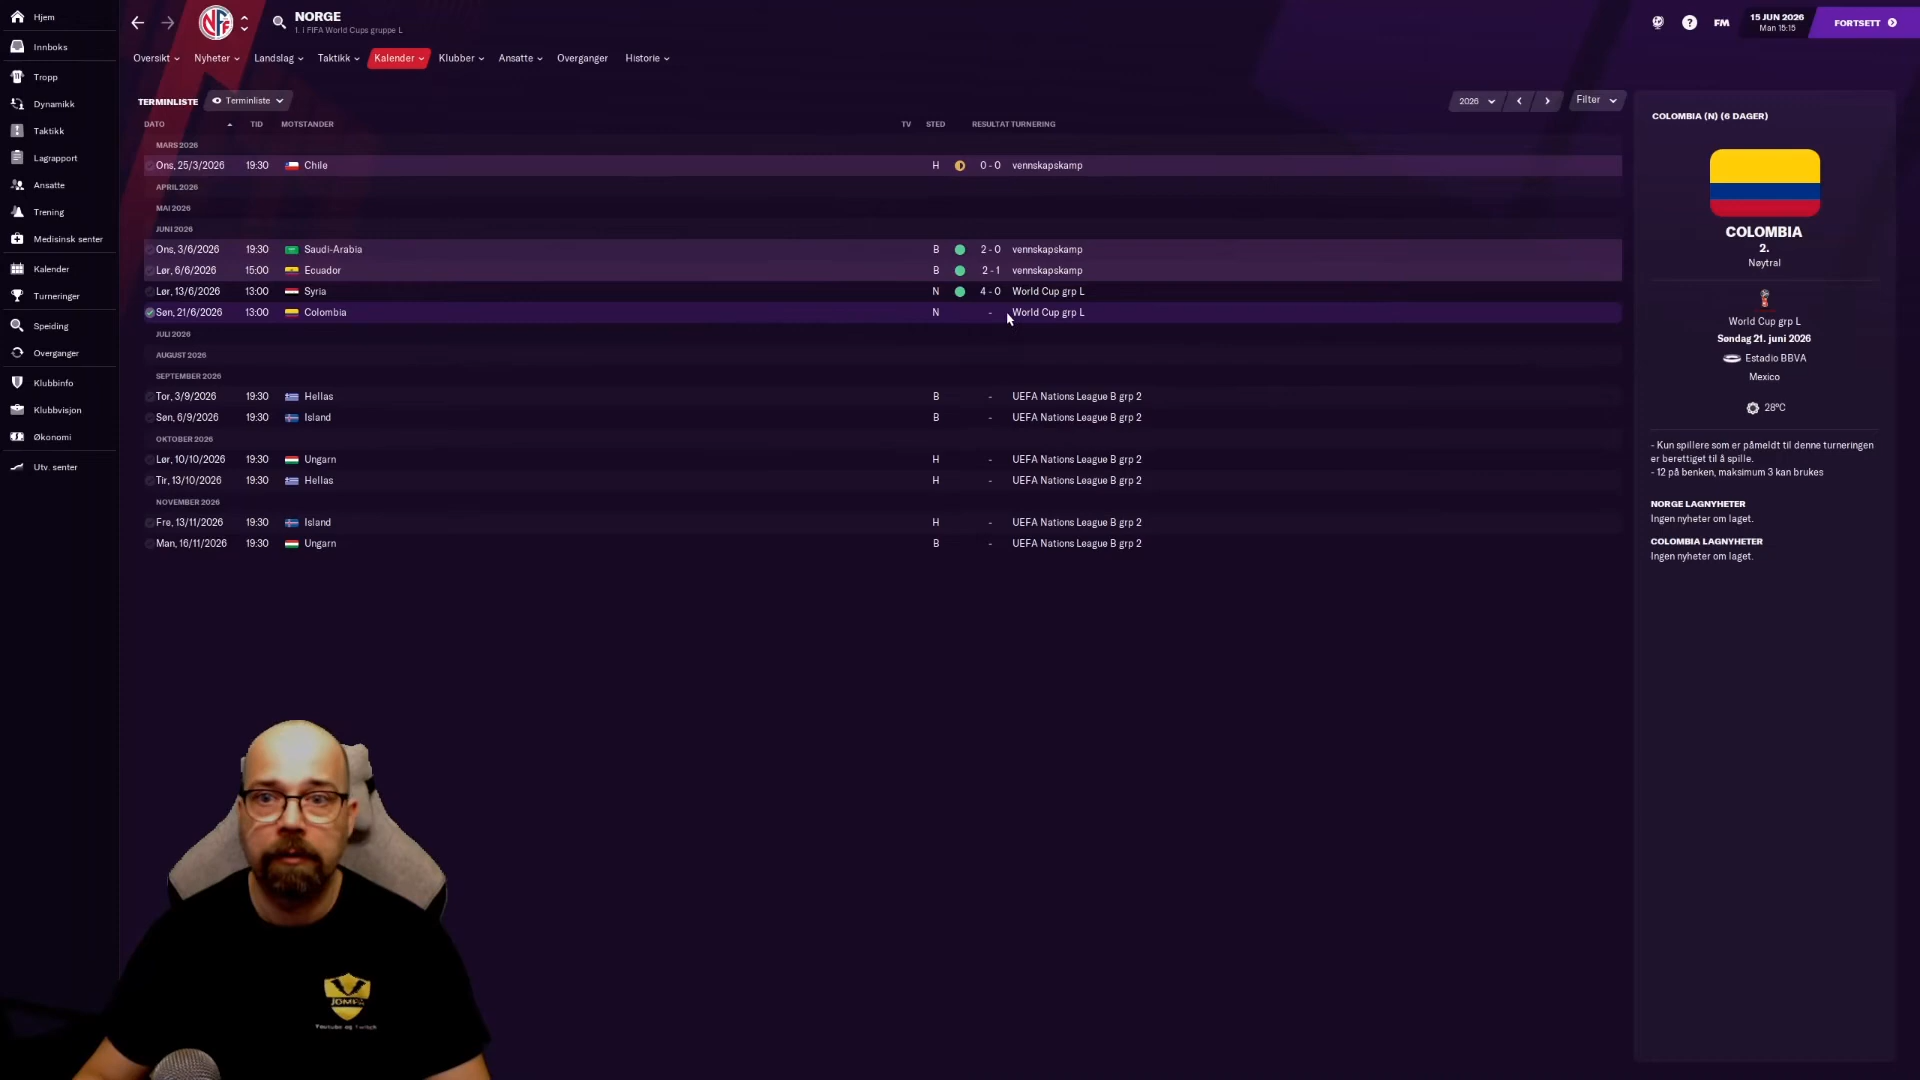 NORGE
1. i FIFA World Cups gruppe L
FM
15 JUN 2026
Man 15:15
FORTSETT
Hjem
Innboks
Tropp
Dynamikk
Taktikk
Lagrapport
Ansatte
Trening
Medisinsk senter
Kalender
Turneringer
Speiding
Overganger
Klubbinfo
Klubbvisjon
Økonomi
Utv. senter
Oversikt Nyheter Landslag Taktikk Kalender Klubber Ansatte Overganger Historie
TERMINLISTE Terminliste 2026 Filter
DATO TID MOTSTANDER TV STED RESULTAT TURNERING
MARS 2026
Ons, 25/3/2026 19:30 Chile H 0 - 0 vennskapskamp
APRIL 2026
MAI 2026
JUNI 2026
Ons, 3/6/2026 19:30 Saudi-Arabia B 2 - 0 vennskapskamp
Lør, 6/6/2026 15:00 Ecuador B 2 - 1 vennskapskamp
Lør, 13/6/2026 13:00 Syria N 4 - 0 World Cup grp L
Søn, 21/6/2026 13:00 Colombia N - World Cup grp L
JULI 2026
AUGUST 2026
SEPTEMBER 2026
Tor, 3/9/2026 19:30 Hellas B - UEFA Nations League B grp 2
Søn, 6/9/2026 19:30 Island B - UEFA Nations League B grp 2
OKTOBER 2026
Lør, 10/10/2026 19:30 Ungarn H - UEFA Nations League B grp 2
Tir, 13/10/2026 19:30 Hellas H - UEFA Nations League B grp 2
NOVEMBER 2026
Fre, 13/11/2026 19:30 Island H - UEFA Nations League B grp 2
Man, 16/11/2026 19:30 Ungarn B - UEFA Nations League B grp 2
COLOMBIA (N) (6 DAGER)
COLOMBIA
2.
Nøytral
World Cup grp L
Søndag 21. juni 2026
Estadio BBVA
Mexico
28°C
- Kun spillere som er påmeldt til denne turneringen
er berettiget til å spille.
- 12 på benken, maksimum 3 kan brukes
NORGE LAGNYHETER
Ingen nyheter om laget.
COLOMBIA LAGNYHETER
Ingen nyheter om laget.
JOMPA
Youtube og Twitch